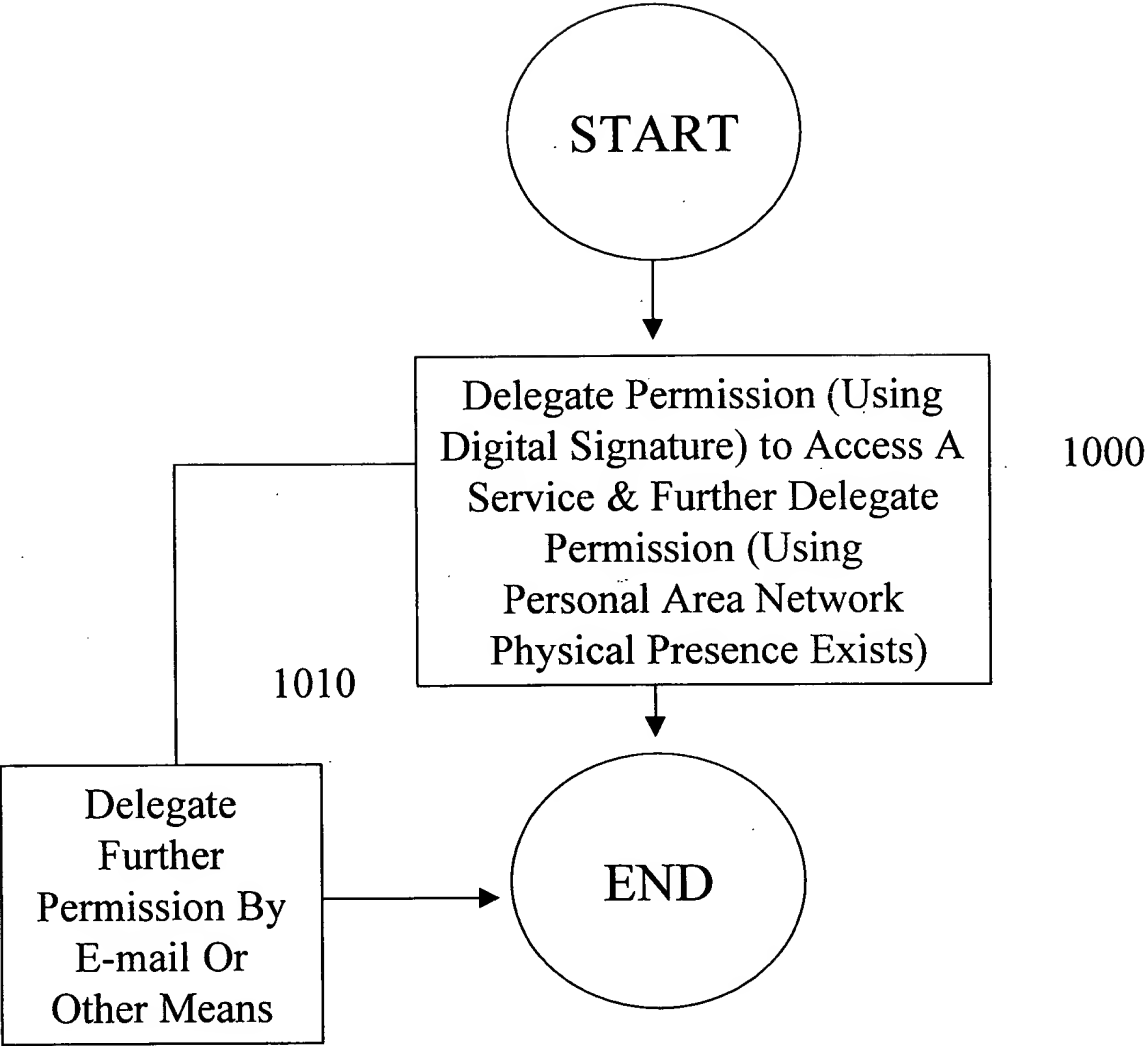 START
Delegate Permission (Using
Digital Signature) to Access A
Service & Further Delegate
Permission (Using
Personal Area Network
Physical Presence Exists)
1000
1010
Delegate
Further
Permission By
E-mail Or
Other Means
END